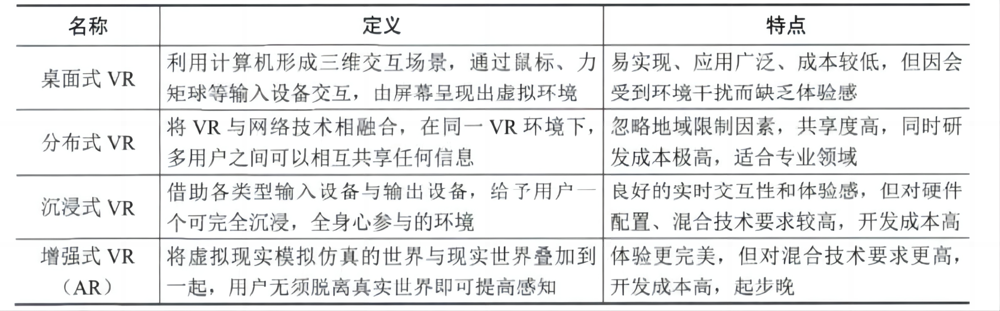 名称 定义 特点
桌面式 VR
利用计算机形成三维交互场景，通过鼠标、力
矩球等输入设备交互，由屏幕呈现出虚拟环境
易实现、应用广泛、成本较低，但因会
受到环境干扰而缺乏体验感
分布式 VR
将 VR 与网络技术相融合，在同一 VR 环境下，
多用户之间可以相互共享任何信息
忽略地域限制因素，共享度高，同时研
发成本极高，适合专业领域
沉浸式 VR
借助各类型输入设备与输出设备，给予用户一
个可完全沉浸，全身心参与的环境
良好的实时交互性和体验感，但对硬件
配置、混合技术要求较高，开发成本高
增强式 VR
（AR）
将虚拟现实模拟仿真的世界与现实世界叠加到
一起，用户无须脱离真实世界即可提高感知
体验更完美，但对混合技术要求更高，
开发成本高，起步晚